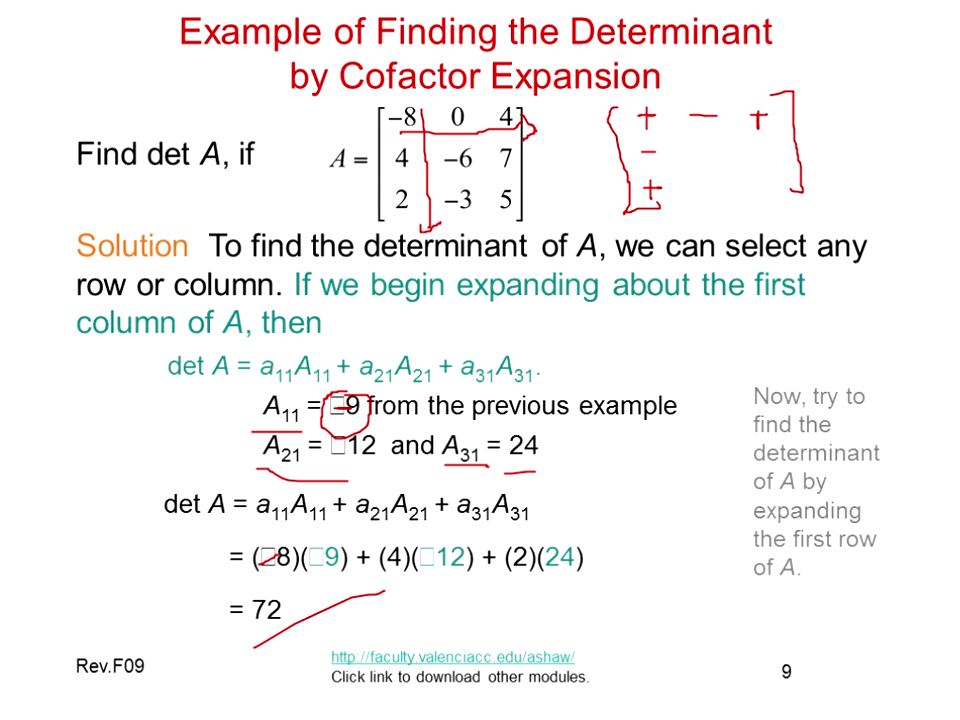 Example of Finding the Determinant
by Cofactor Expansion
Find det A, if A = [−8 0 4
4 −6 7
2 −3 5]
+ − +
−
+
Solution To find the determinant of A, we can select any
row or column. If we begin expanding about the first
column of A, then
det A = a₁₁A₁₁ + a₂₁A₂₁ + a₃₁A₃₁.
A₁₁ = □9 from the previous example
A₂₁ = □12 and A₃₁ = 24
det A = a₁₁A₁₁ + a₂₁A₂₁ + a₃₁A₃₁
= (□8)(□9) + (4)(□12) + (2)(24)
= 72
Now, try to
find the
determinant
of A by
expanding
the first row
of A.
Rev.F09
http://faculty.valenciacc.edu/ashaw/
Click link to download other modules.
9